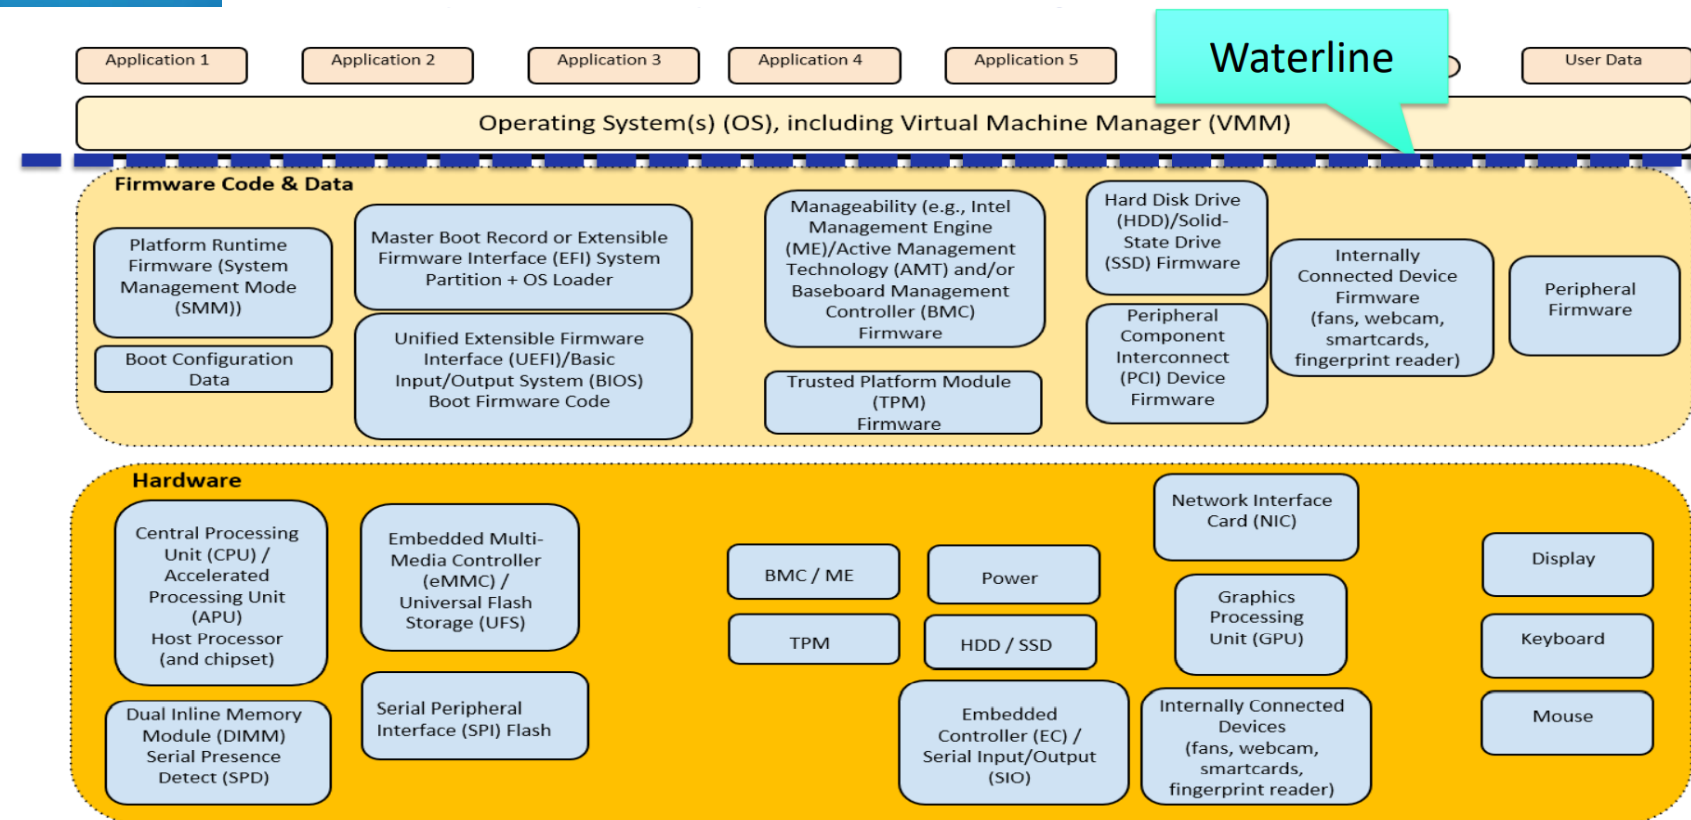 Application 1
Application 2
Application 3
Application 4
Application 5
Waterline
User Data
Operating System(s) (OS), including Virtual Machine Manager (VMM)
Firmware Code & Data
Platform Runtime
Firmware (System
Management Mode
(SMM))
Boot Configuration
Data
Master Boot Record or Extensible
Firmware Interface (EFI) System
Partition + OS Loader
Unified Extensible Firmware
Interface (UEFI)/Basic
Input/Output System (BIOS)
Boot Firmware Code
Manageability (e.g., Intel
Management Engine
(ME)/Active Management
Technology (AMT) and/or
Baseboard Management
Controller (BMC)
Firmware
Trusted Platform Module
(TPM)
Firmware
Hard Disk Drive
(HDD)/Solid-
State Drive
(SSD) Firmware
Peripheral
Component
Interconnect
(PCI) Device
Firmware
Internally
Connected Device
Firmware
(fans, webcam,
smartcards,
fingerprint reader)
Peripheral
Firmware
Hardware
Central Processing
Unit (CPU) /
Accelerated
Processing Unit
(APU)
Host Processor
(and chipset)
Dual Inline Memory
Module (DIMM)
Serial Presence
Detect (SPD)
Embedded Multi-
Media Controller
(eMMC) /
Universal Flash
Storage (UFS)
Serial Peripheral
Interface (SPI) Flash
BMC / ME
TPM
Power
HDD / SSD
Embedded
Controller (EC) /
Serial Input/Output
(SIO)
Network Interface
Card (NIC)
Graphics
Processing
Unit (GPU)
Internally Connected
Devices
(fans, webcam,
smartcards,
fingerprint reader)
Display
Keyboard
Mouse